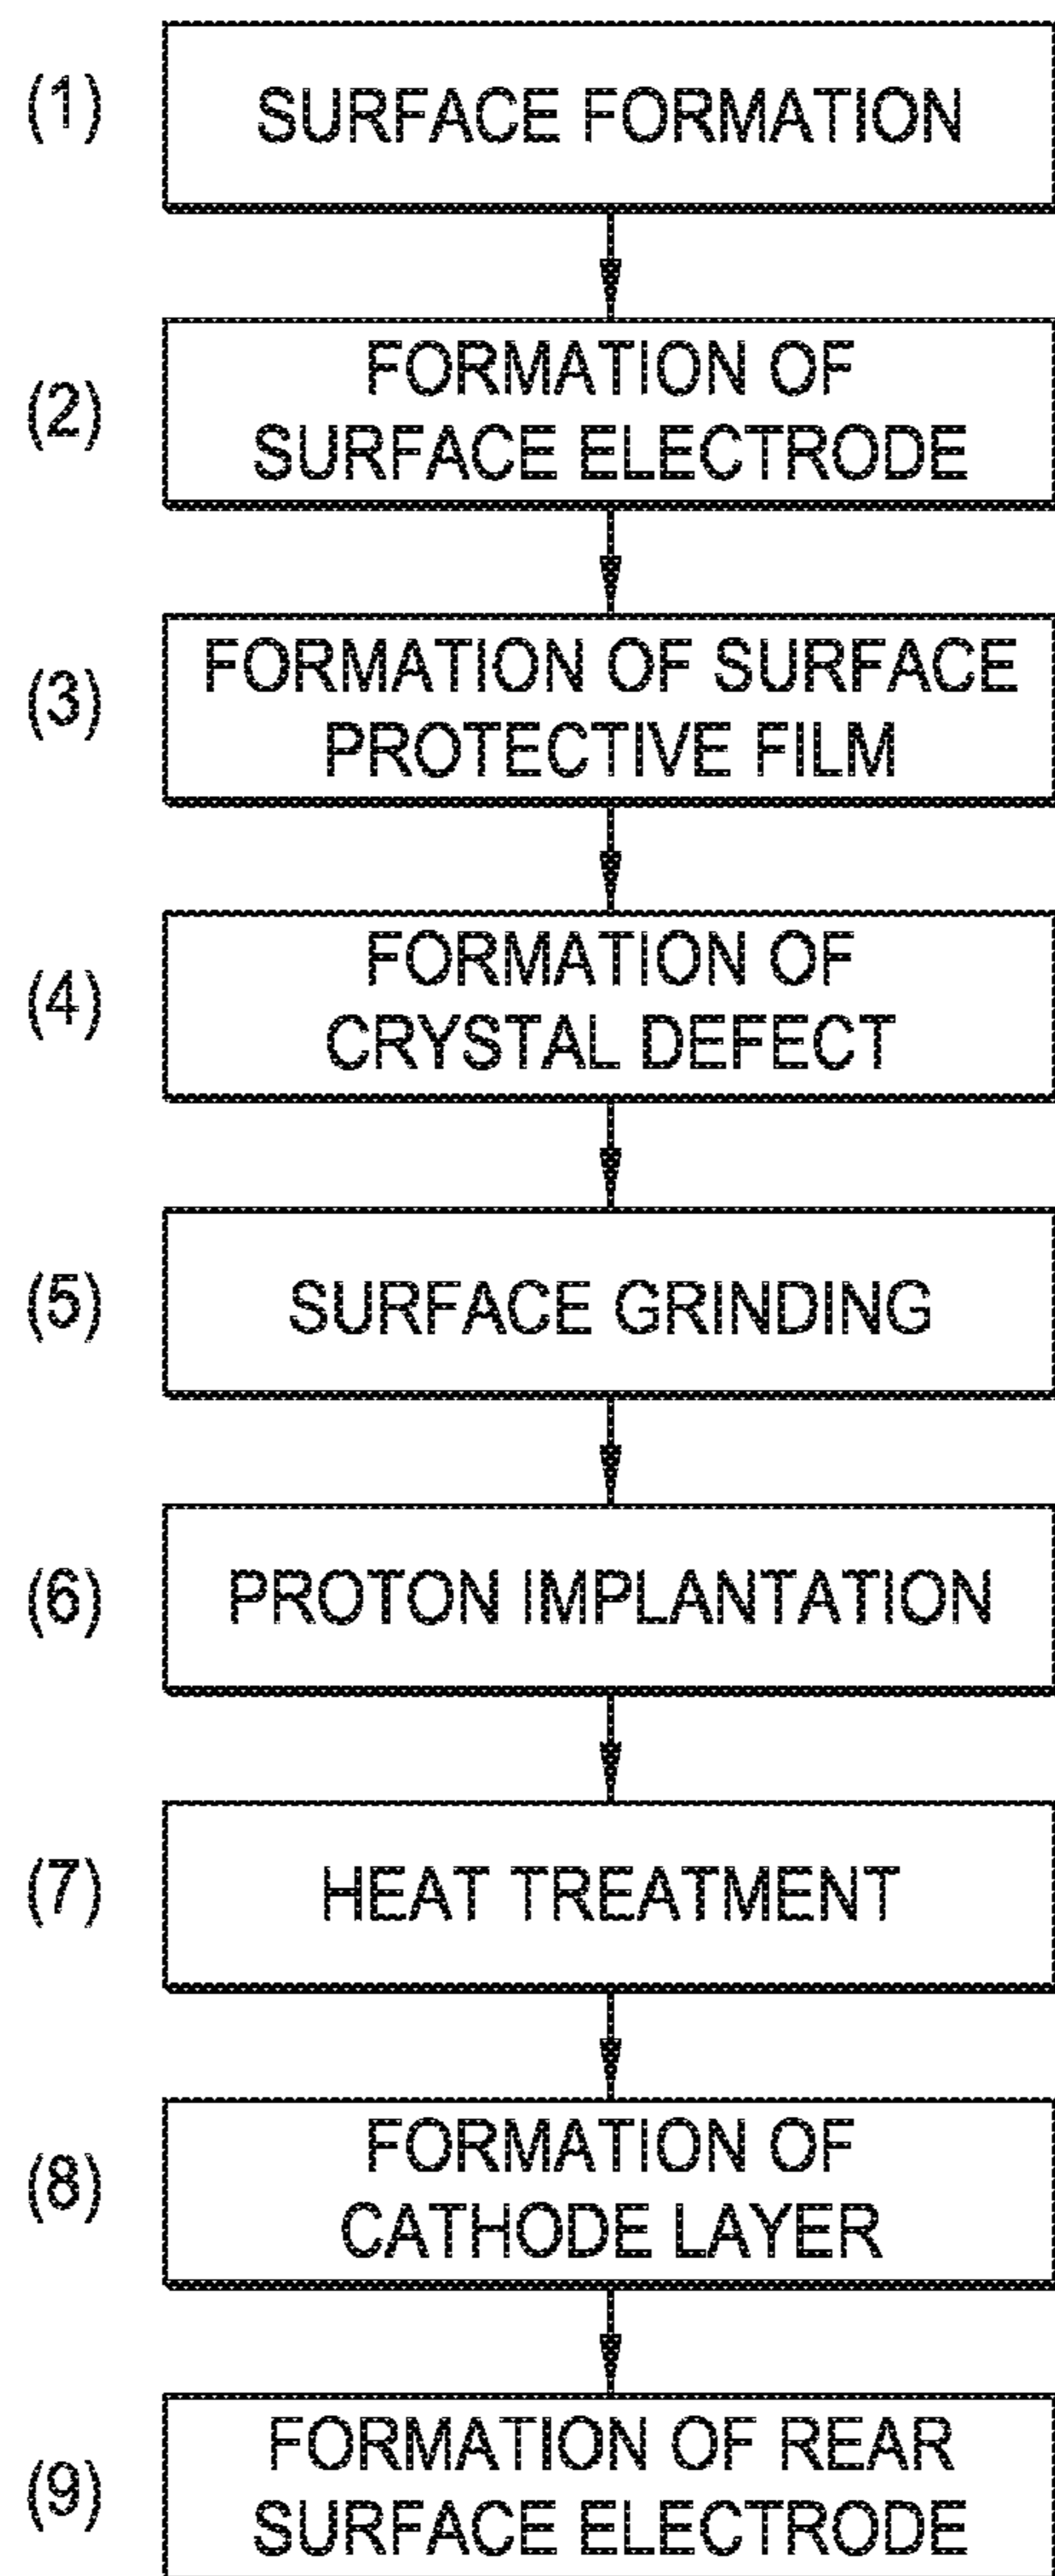 (1) SURFACE FORMATION
(2) FORMATION OF
SURFACE ELECTRODE
(3) FORMATION OF SURFACE
PROTECTIVE FILM
(4) FORMATION OF
CRYSTAL DEFECT
(5) SURFACE GRINDING
(6) PROTON IMPLANTATION
(7) HEAT TREATMENT
(8) FORMATION OF
CATHODE LAYER
(9) FORMATION OF REAR
SURFACE ELECTRODE